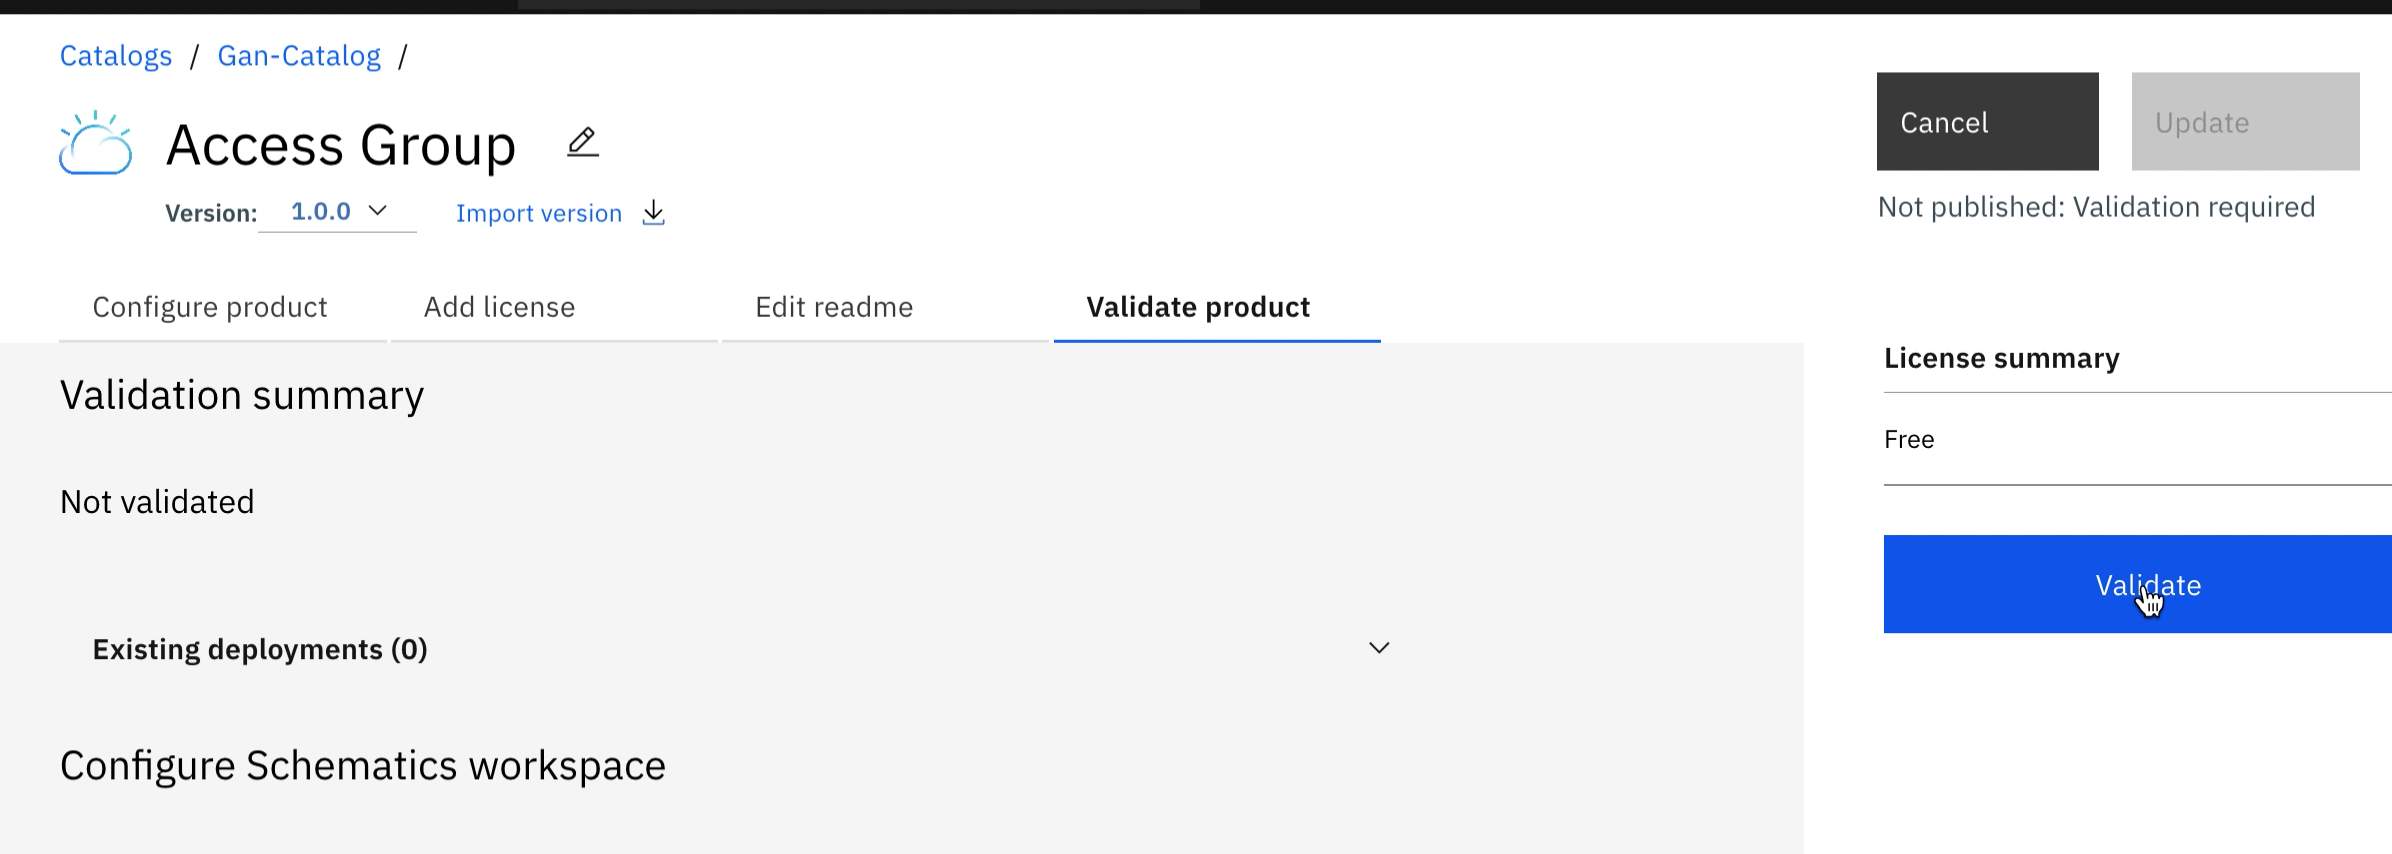 Catalogs / Gan-Catalog /
Access Group
Version: 1.0.0 Import version
Cancel
Update
Not published: Validation required
Configure product Add license Edit readme Validate product
Validation summary
Not validated
Existing deployments (0)
Configure Schematics workspace
License summary
Free
Validate